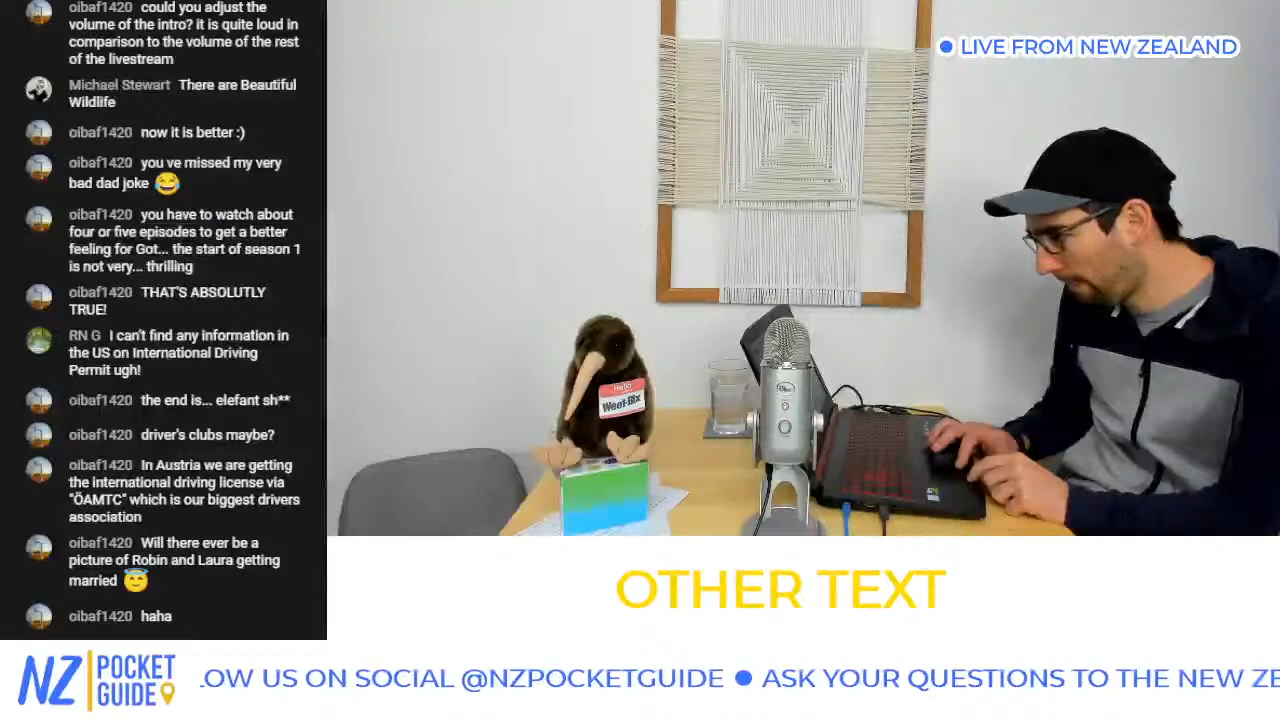 oibaf1420 could you adjust the
volume of the intro? it is quite loud in
comparison to the volume of the rest
of the livestream
Michael Stewart There are Beautiful
Wildlife
oibaf1420 now it is better :)
oibaf1420 you ve missed my very
bad dad joke 😂
oibaf1420 you have to watch about
four or five episodes to get a better
feeling for Got... the start of season 1
is not very... thrilling
oibaf1420 THAT'S ABSOLUTLY
TRUE!
RN G I can't find any information in
the US on International Driving
Permit ugh!
oibaf1420 the end is... elefant sh**
oibaf1420 driver's clubs maybe?
oibaf1420 In Austria we are getting
the international driving license via
"ÖAMTC" which is our biggest drivers
association
oibaf1420 Will there ever be a
picture of Robin and Laura getting
married 😇
oibaf1420 haha
LIVE FROM NEW ZEALAND
Hello
Weet-Bix
OTHER TEXT
NZ POCKET
GUIDE
OW US ON SOCIAL @NZPOCKETGUIDE ● ASK YOUR QUESTIONS TO THE NEW ZE